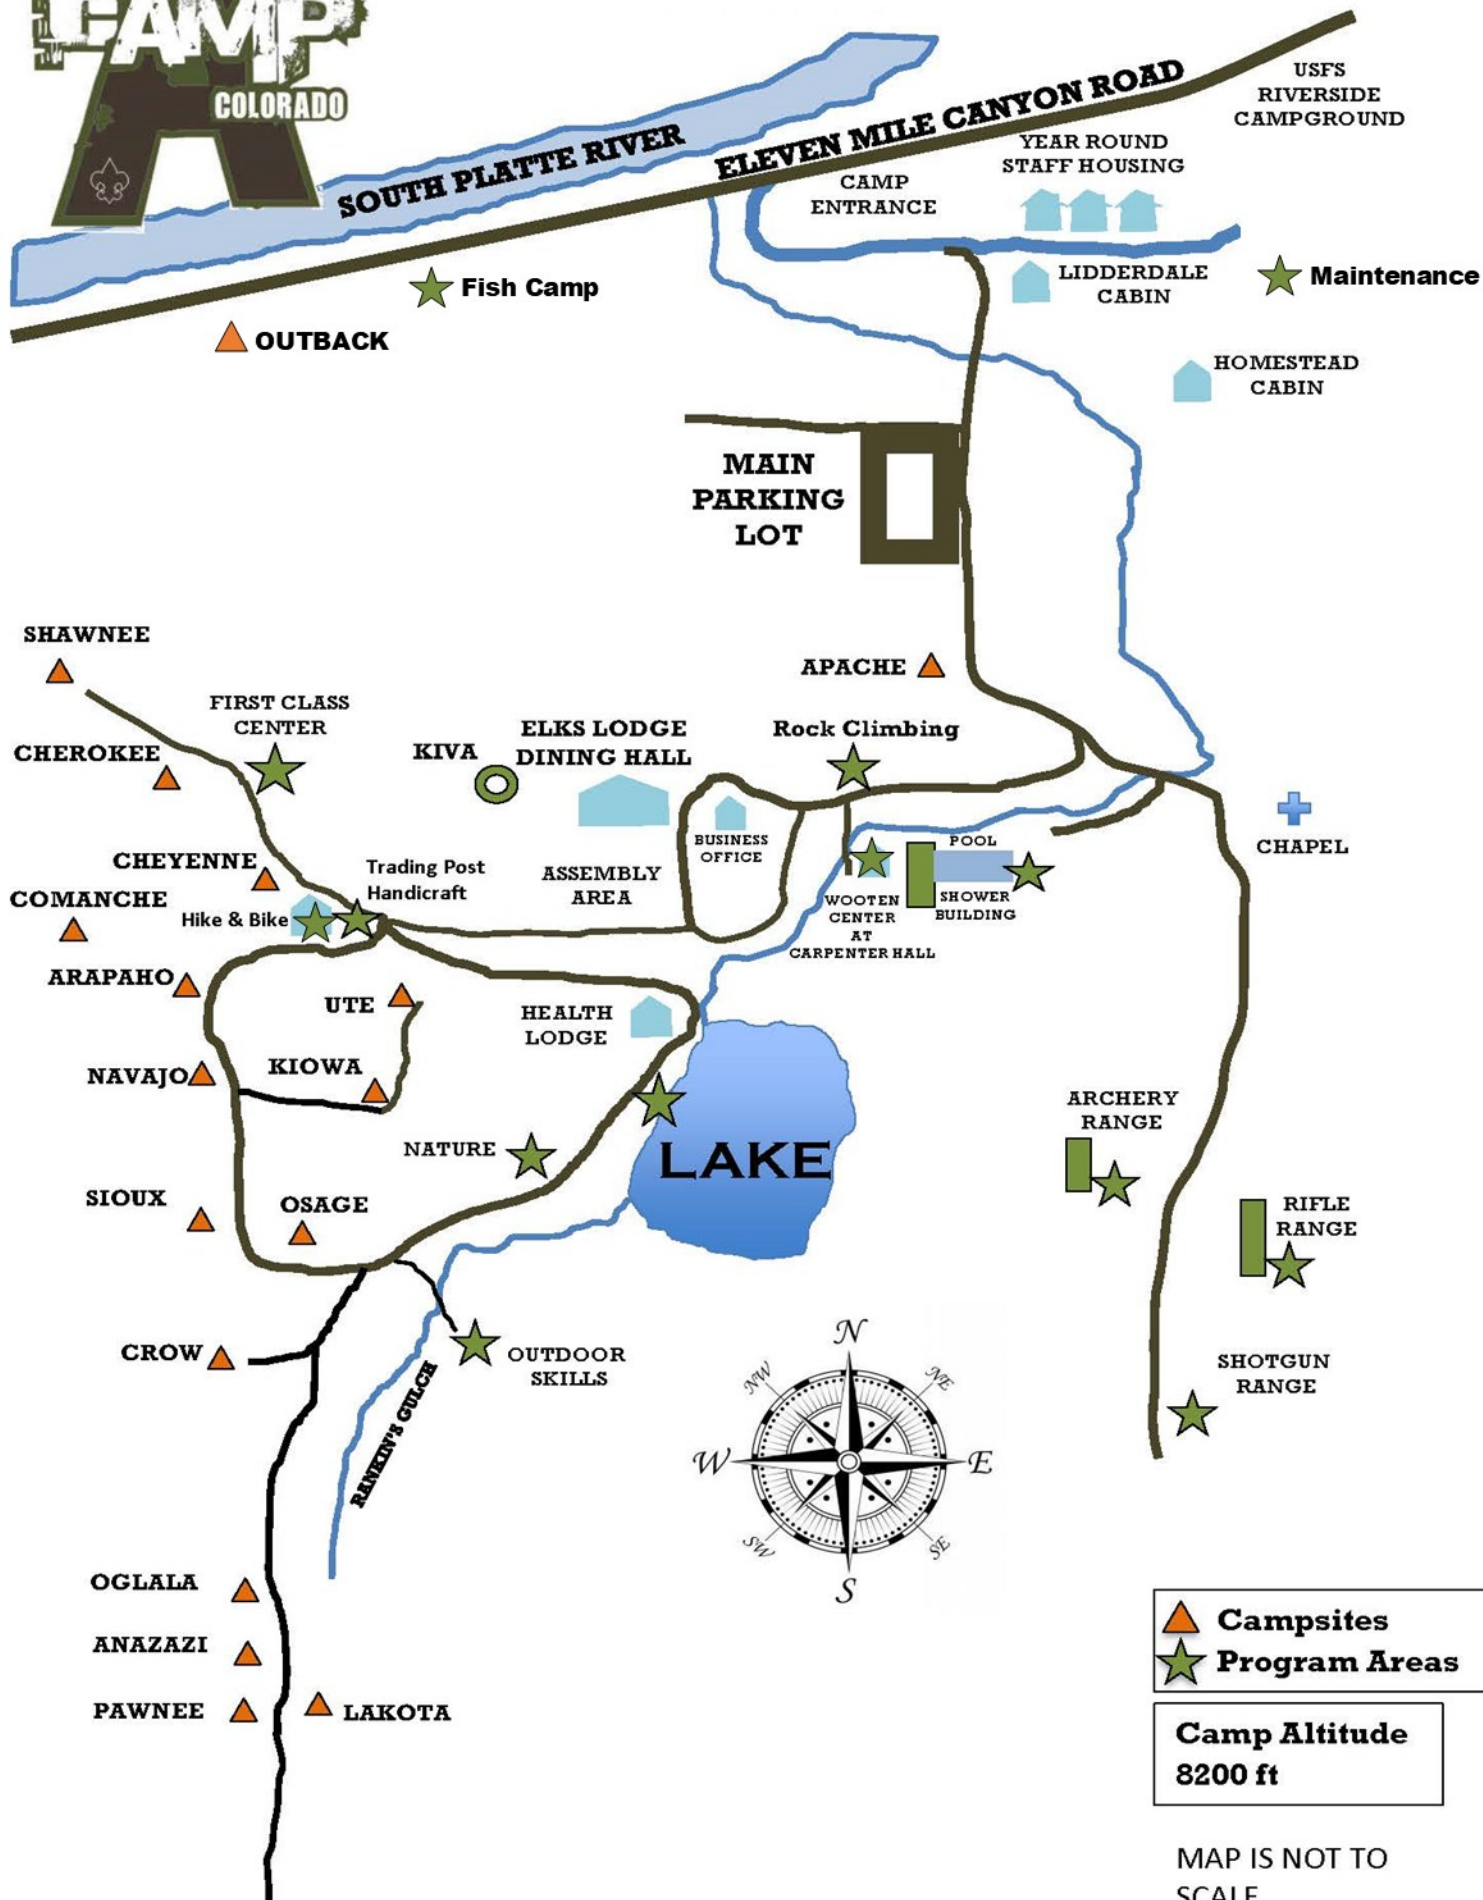 CAMP
COLORADO
SOUTH PLATTE RIVER
ELEVEN MILE CANYON ROAD
USFS
RIVERSIDE
CAMPGROUND
YEAR ROUND
STAFF HOUSING
CAMP
ENTRANCE
LIDDERDALE
CABIN
Maintenance
Fish Camp
OUTBACK
HOMESTEAD
CABIN
MAIN
PARKING
LOT
SHAWNEE
APACHE
FIRST CLASS
CENTER
CHEROKEE
KIVA
ELKS LODGE
DINING HALL
Rock Climbing
BUSINESS
OFFICE
POOL
CHAPEL
CHEYENNE
Trading Post
Handicraft
ASSEMBLY
AREA
COMANCHE
Hike & Bike
WOOTEN
CENTER
AT
CARPENTER HALL
SHOWER
BUILDING
ARAPAHO
UTE
HEALTH
LODGE
NAVAJO
KIOWA
ARCHERY
RANGE
NATURE
LAKE
SIOUX
OSAGE
RIFLE
RANGE
CROW
OUTDOOR
SKILLS
RANKIN'S GULCH
SHOTGUN
RANGE
N
NW
NE
W
E
SW
SE
S
OGLALA
ANAZAZI
PAWNEE
LAKOTA
Campsites
Program Areas
Camp Altitude
8200 ft
MAP IS NOT TO
SCALE